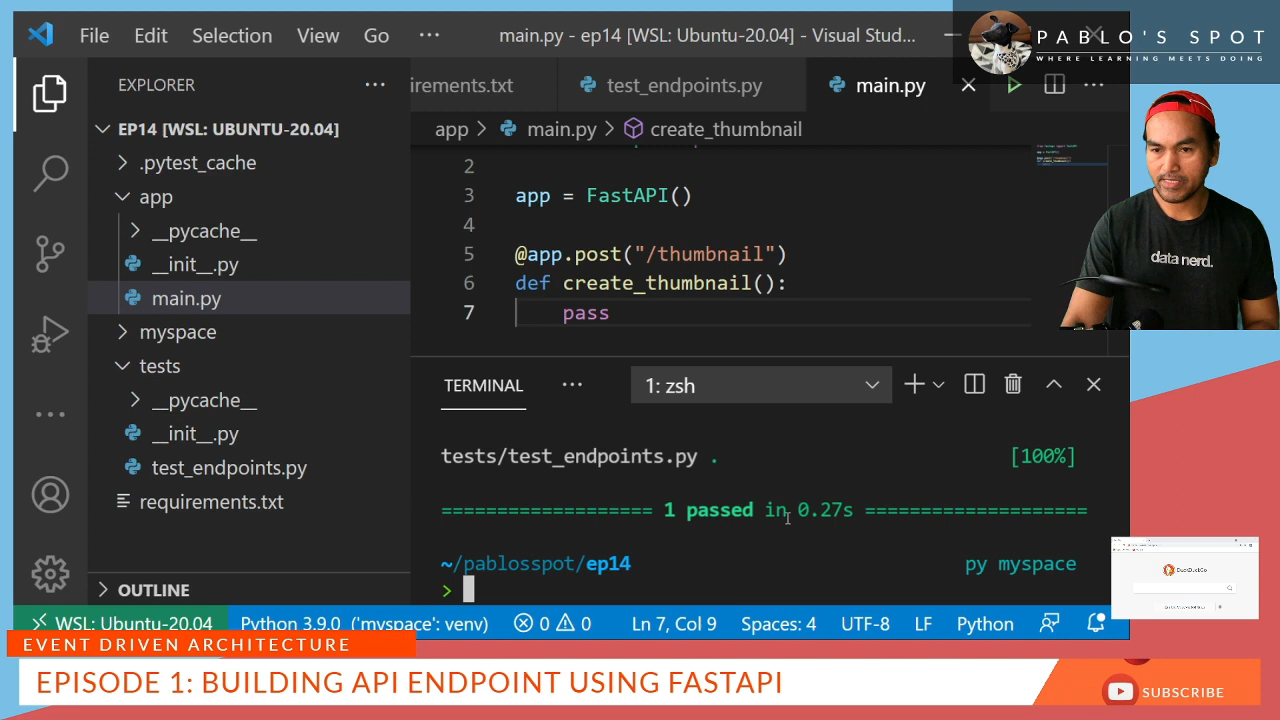 File Edit Selection View Go ···
main.py - ep14 [WSL: Ubuntu-20.04] - Visual Stud...
PABLO'S SPOT
WHERE LEARNING MEETS DOING
EXPLORER
irements.txt
test_endpoints.py
main.py
EP14 [WSL: UBUNTU-20.04]
.pytest_cache
app
__pycache__
__init__.py
main.py
myspace
tests
__pycache__
__init__.py
test_endpoints.py
requirements.txt
OUTLINE
app > main.py > create_thumbnail
2
3 app = FastAPI()
4
5 @app.post("/thumbnail")
6 def create_thumbnail():
7 pass
data nerd.
TERMINAL ··· 1: zsh
tests/test_endpoints.py . [100%]
=================== 1 passed in 0.27s ====================
~/pablosspot/ep14 py myspace
>
DuckDuckGo
WSL: Ubuntu-20.04 Python 3.9.0 ('myspace': venv) 0 0 Ln 7, Col 9 Spaces: 4 UTF-8 LF Python
EVENT DRIVEN ARCHITECTURE
EPISODE 1: BUILDING API ENDPOINT USING FASTAPI
SUBSCRIBE